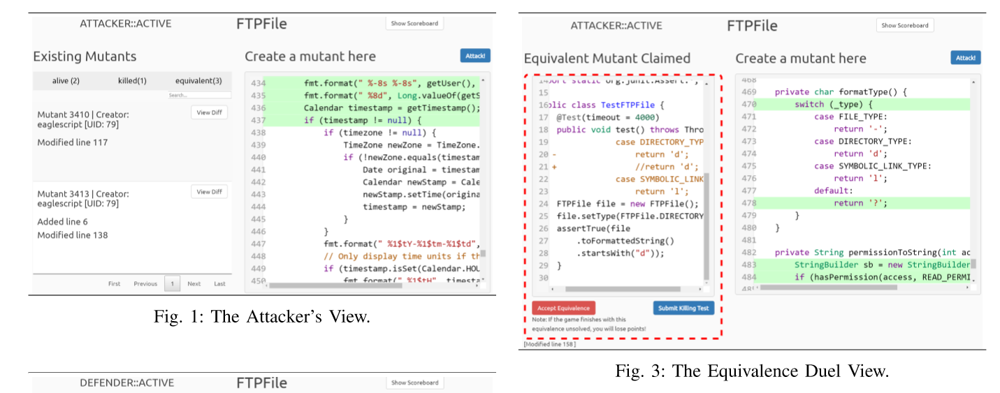 ATTACKER::ACTIVE
FTPFile
Show Scoreboard
Existing Mutants
Create a mutant here
Attack!
alive (2)
killed(1)
equivalent(3)
Search...
Mutant 3410 | Creator:
eaglescript [UID: 79]
View Diff
Modified line 117
Mutant 3413 | Creator:
eaglescript [UID: 79]
View Diff
Added line 6
Modified line 138
First Previous 1 Next Last
434 fmt.format(" %-8s %-8s", getUser(),
435 fmt.format(" %8d", Long.valueOf(getS
436 Calendar timestamp = getTimestamp();
437 if (timestamp != null) {
438 if (timezone != null) {
439 TimeZone newZone = TimeZone.
440 if (!newZone.equals(timestam
441 Date original = timestam
442 Calendar newStamp = Cale
443 newStamp.setTime(origina
444 timestamp = newStamp;
445 }
446 }
447 fmt.format(" %1$tY-%1$tm-%1$td",
448 // Only display time units if th
449 if (timestamp.isSet(Calendar.HOU
450 fmt.format(" %1$tH", timesta
Fig. 1: The Attacker's View.
DEFENDER::ACTIVE
FTPFile
Show Scoreboard
ATTACKER::ACTIVE
FTPFile
Show Scoreboard
Equivalent Mutant Claimed
Create a mutant here
Attack!
14 port static org.junit.Assert.*;
15
16 blic class TestFTPFile {
17 @Test(timeout = 4000)
18 public void test() throws Thro
19 case DIRECTORY_TYP
20 - return 'd';
21 + //return 'd';
22 case SYMBOLIC_LINK
23 return 'l';
24 FTPFile file = new FTPFile();
25 file.setType(FTPFile.DIRECTORY
26 assertTrue(file
27 .toFormattedString()
28 .startsWith("d"));
29 }
30
Accept Equivalence
Submit Killing Test
Note: If the game finishes with this
equivalence unsolved, you will lose points!
[Modified line 158 ]
468
469 private char formatType() {
470 switch (_type) {
471 case FILE_TYPE:
472 return '-';
473 case DIRECTORY_TYPE:
474 return 'd';
475 case SYMBOLIC_LINK_TYPE:
476 return 'l';
477 default:
478 return '?';
479 }
480 }
481
482 private String permissionToString(int ac
483 StringBuilder sb = new StringBuilder
484 if (hasPermission(access, READ_PERMI
Fig. 3: The Equivalence Duel View.